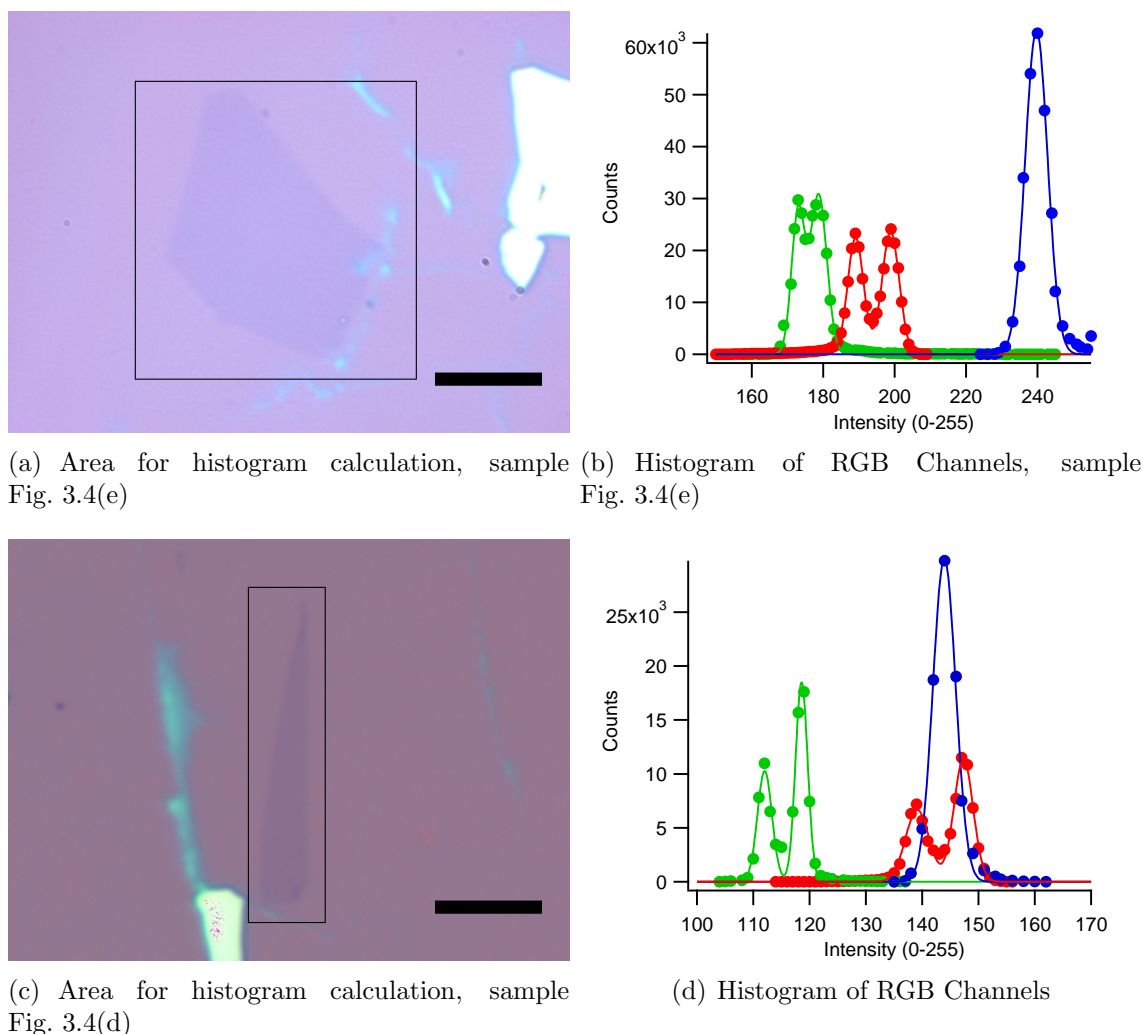 60x10³
50
40
30
20
10
0
Counts
160 180 200 220 240
Intensity (0-255)
(a) Area for histogram calculation, sample
Fig. 3.4(e)
(b) Histogram of RGB Channels, sample
Fig. 3.4(e)
25x10³
20
15
10
5
0
Counts
100 110 120 130 140 150 160 170
Intensity (0-255)
(c) Area for histogram calculation, sample
Fig. 3.4(d)
(d) Histogram of RGB Channels